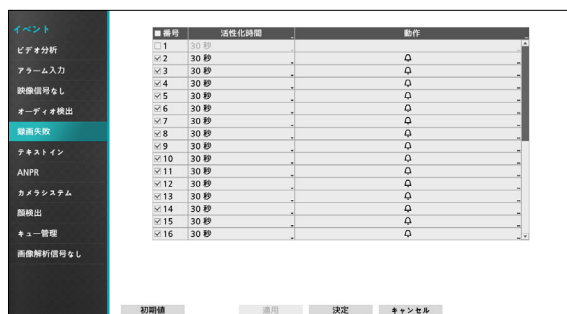 イベント
ビデオ分析
アラーム入力
映像信号なし
オーディオ検出
録画失敗
テキストイン
ANPR
カメラシステム
顔検出
キュー管理
画像解析信号なし
番号 活性化時間 動作
1 30 秒
2 30 秒
3 30 秒
4 30 秒
5 30 秒
6 30 秒
7 30 秒
8 30 秒
9 30 秒
10 30 秒
11 30 秒
12 30 秒
13 30 秒
14 30 秒
15 30 秒
16 30 秒
初期値 適用 決定 キャンセル